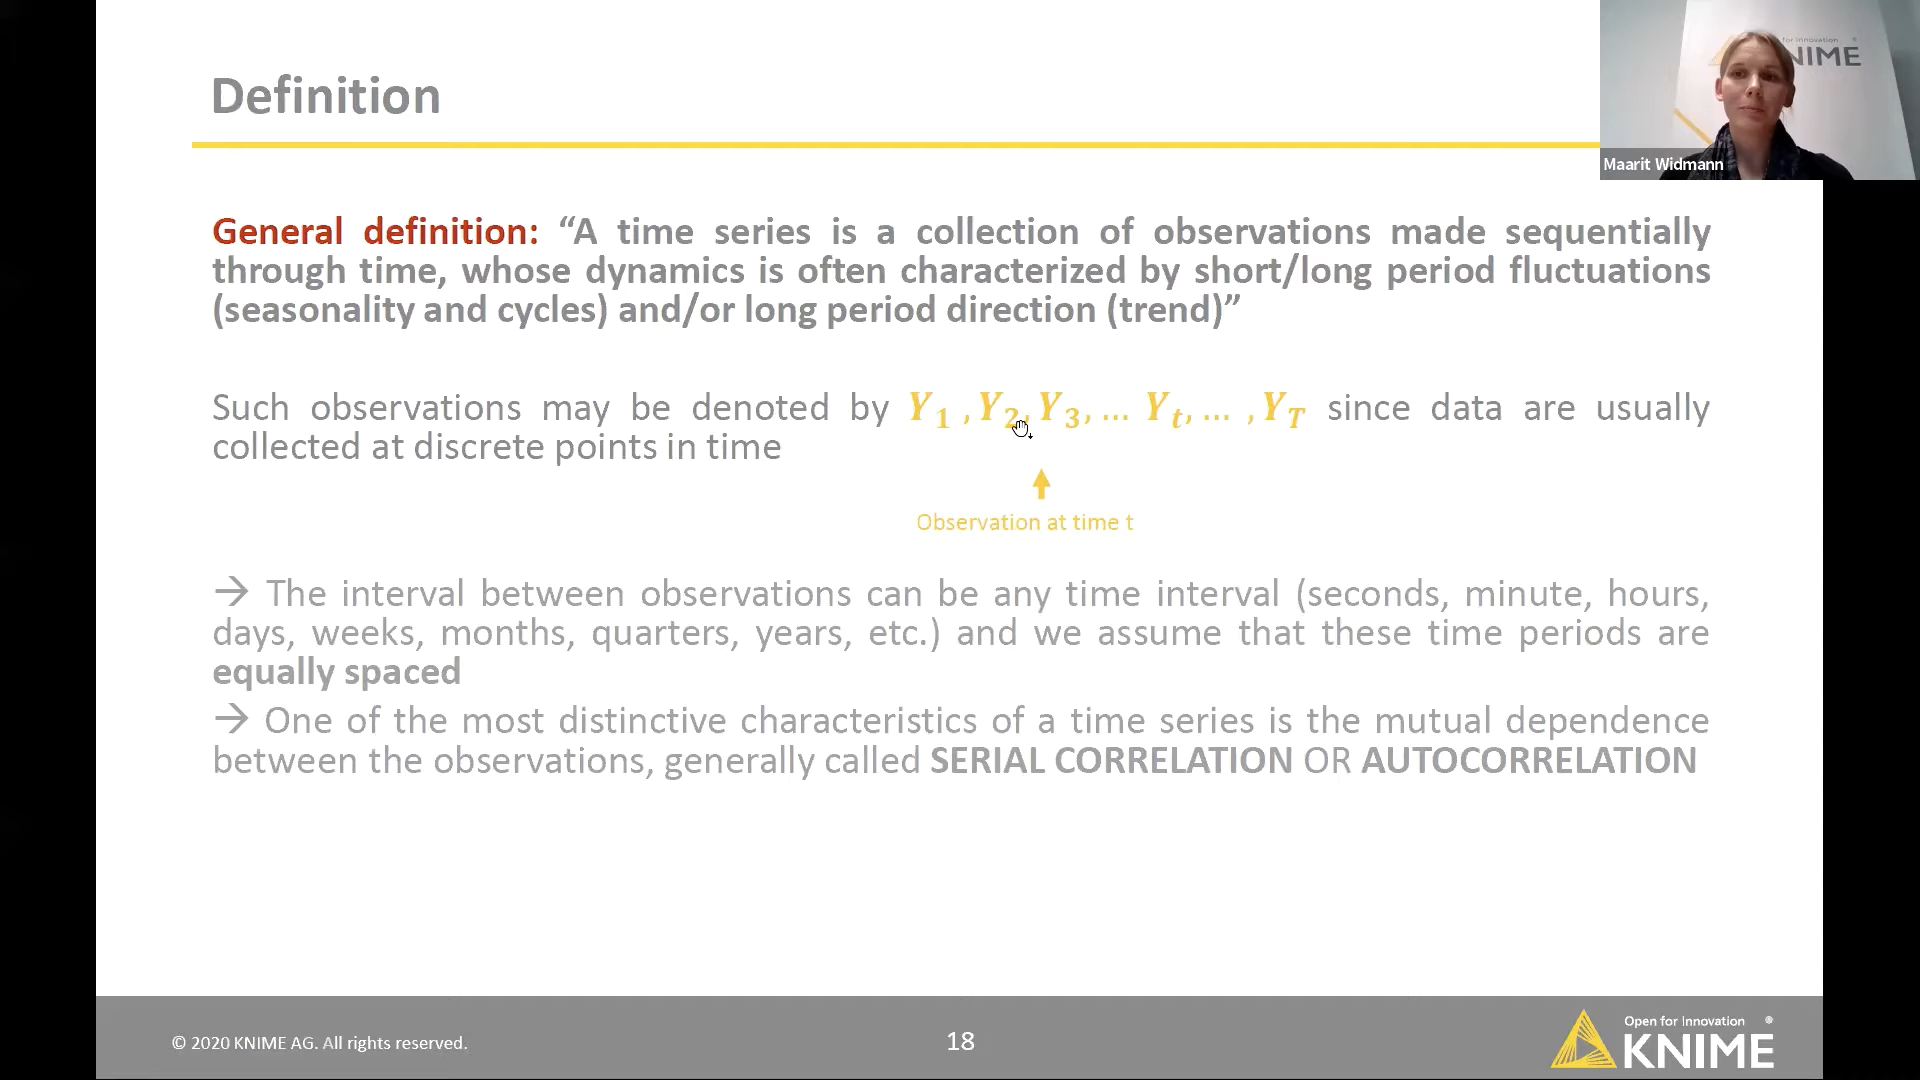 Definition
for Innovation ®
KNIME
Maarit Widmann
General definition: “A time series is a collection of observations made sequentially
through time, whose dynamics is often characterized by short/long period fluctuations
(seasonality and cycles) and/or long period direction (trend)”
Such observations may be denoted by Y₁ ,Y₂,Y₃, … Yₜ, … ,Y_T since data are usually
collected at discrete points in time
Observation at time t
→ The interval between observations can be any time interval (seconds, minute, hours,
days, weeks, months, quarters, years, etc.) and we assume that these time periods are
equally spaced
→ One of the most distinctive characteristics of a time series is the mutual dependence
between the observations, generally called SERIAL CORRELATION OR AUTOCORRELATION
© 2020 KNIME AG. All rights reserved.
18
Open for Innovation ®
KNIME